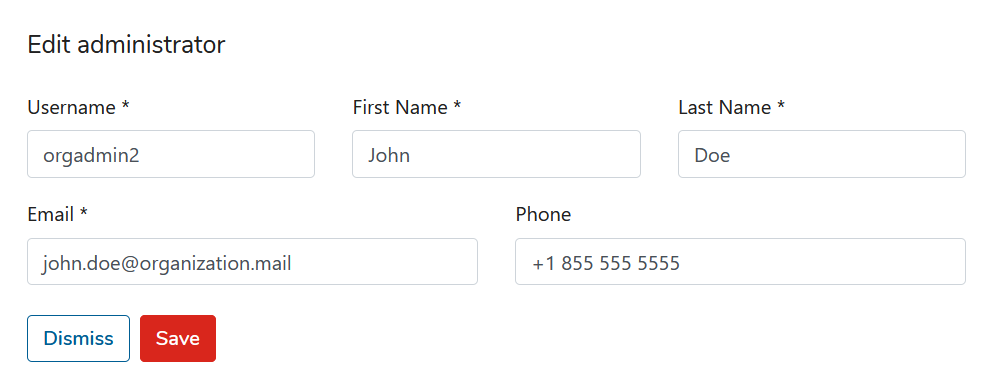 Edit administrator
Username * First Name * Last Name *
orgadmin2 John Doe
Email * Phone
john.doe@organization.mail +1 855 555 5555
Dismiss Save